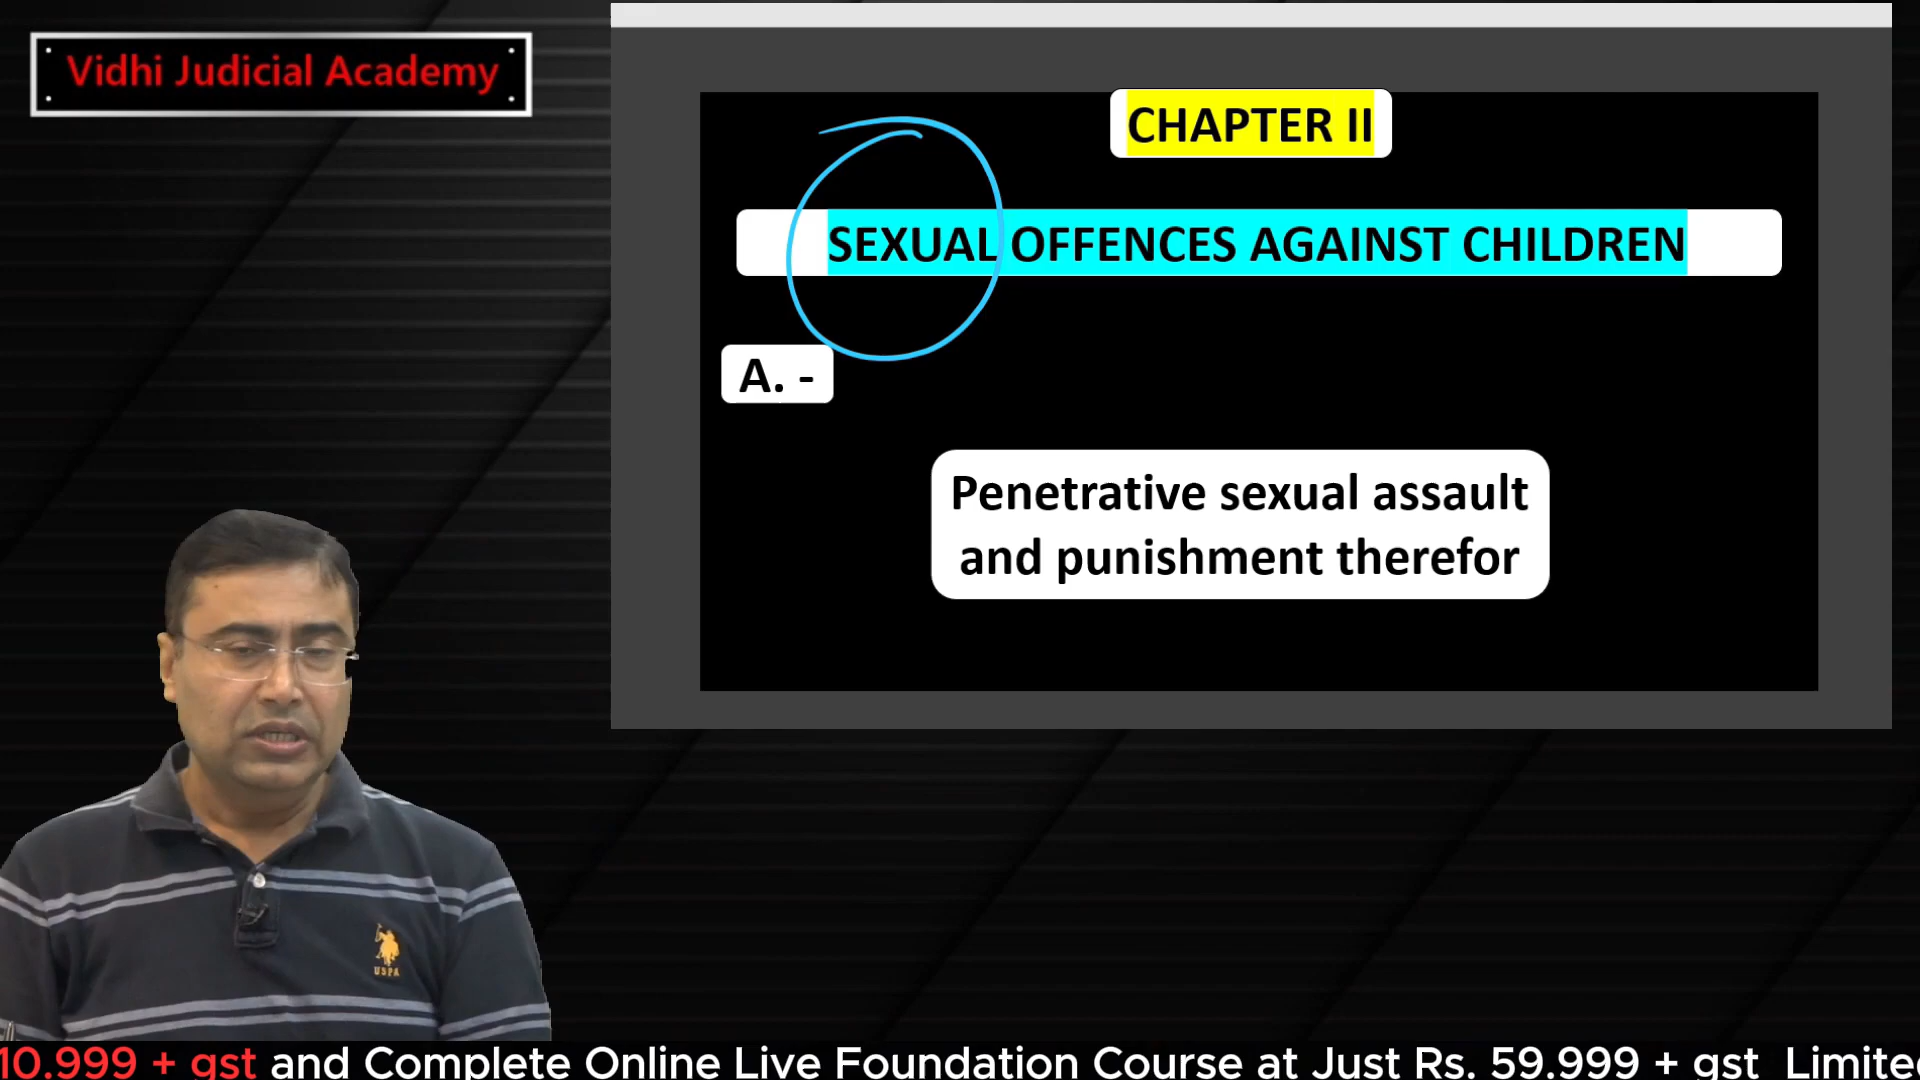 Vidhi Judicial Academy
CHAPTER II
SEXUAL OFFENCES AGAINST CHILDREN
A. -
Penetrative sexual assault
and punishment therefor
USPA
10.999 + gst and Complete Online Live Foundation Course at Just Rs. 59.999 + gst Limite